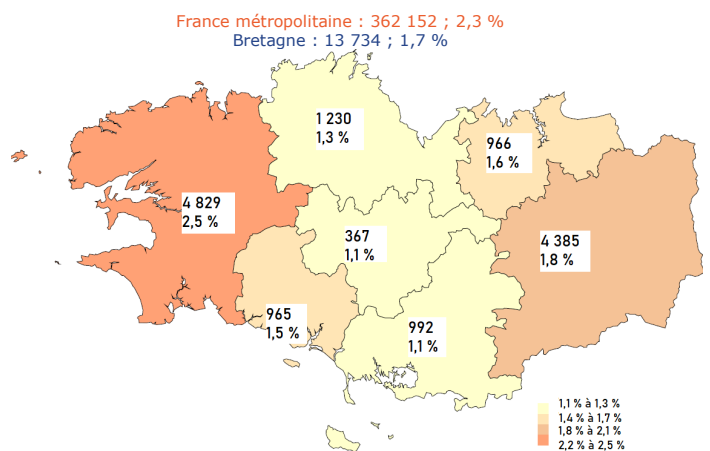 France métropolitaine : 362 152 ; 2,3 %
Bretagne : 13 734 ; 1,7 %
1 230
1,3 %
966
1,6 %
4 829
2,5 %
367
1,1 %
4 385
1,8 %
965
1,5 %
992
1,1 %
1,1 % à 1,3 %
1,4 % à 1,7 %
1,8 % à 2,1 %
2,2 % à 2,5 %